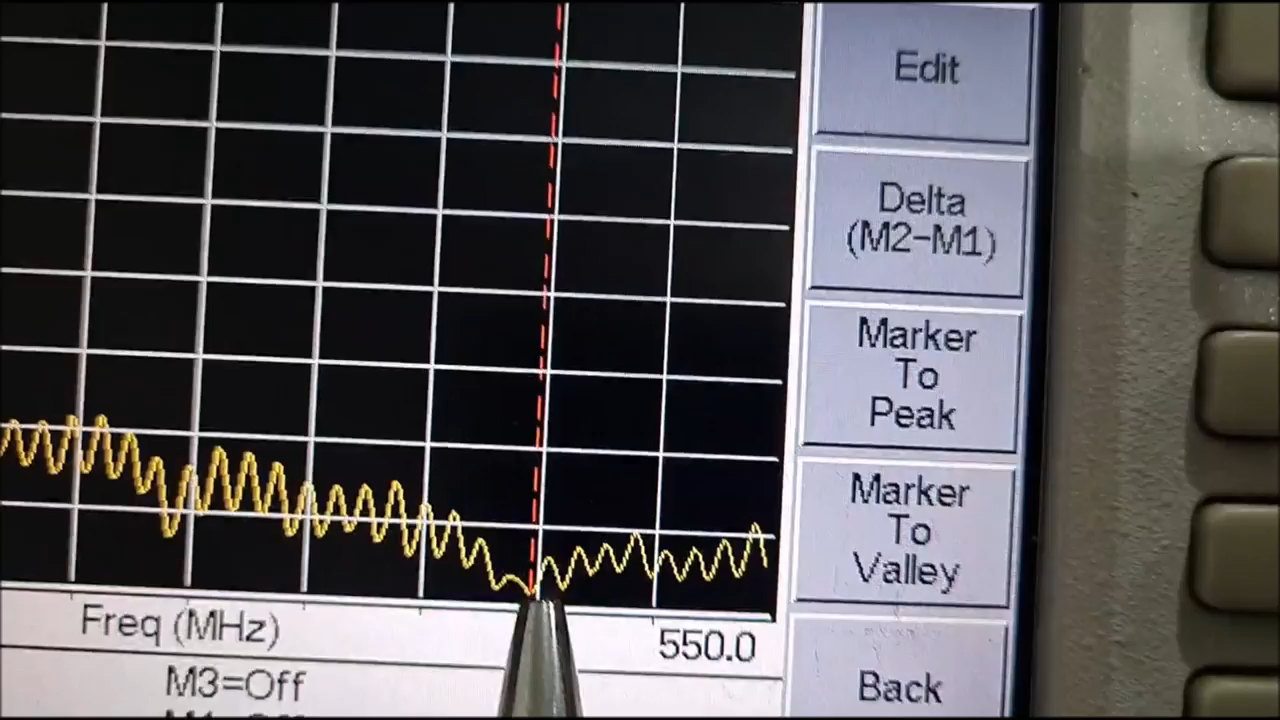 Edit
Delta
(M2-M1)
Marker
To
Peak
Marker
To
Valley
Back
Freq (MHz)
550.0
M3=Off